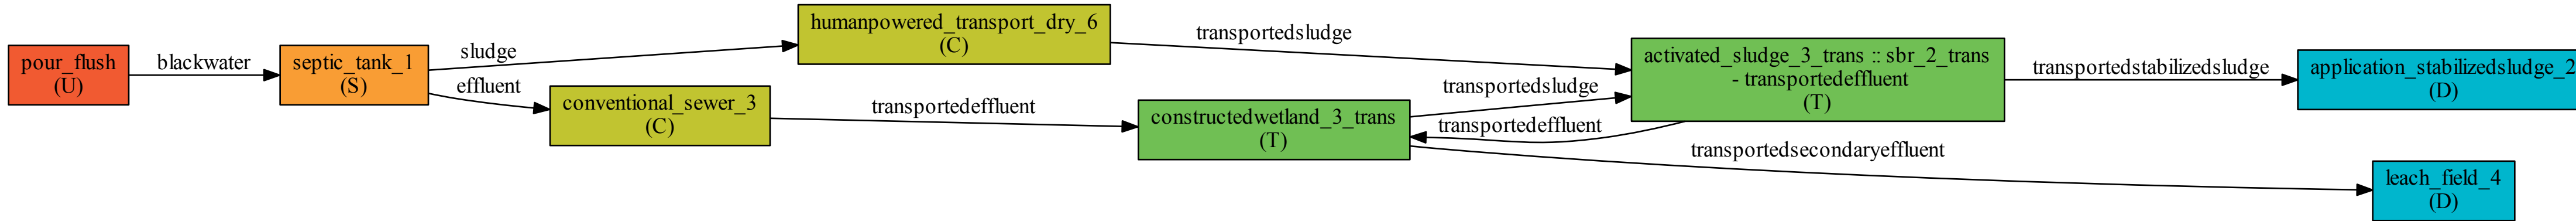 pour_flush
(U)
blackwater
septic_tank_1
(S)
sludge
effluent
humanpowered_transport_dry_6
(C)
conventional_sewer_3
(C)
transportedsludge
transportedeffluent
constructedwetland_3_trans
(T)
transportedsludge
transportedeffluent
activated_sludge_3_trans :: sbr_2_trans
- transportedeffluent
(T)
transportedsecondaryeffluent
transportedstabilizedsludge
application_stabilizedsludge_2
(D)
leach_field_4
(D)